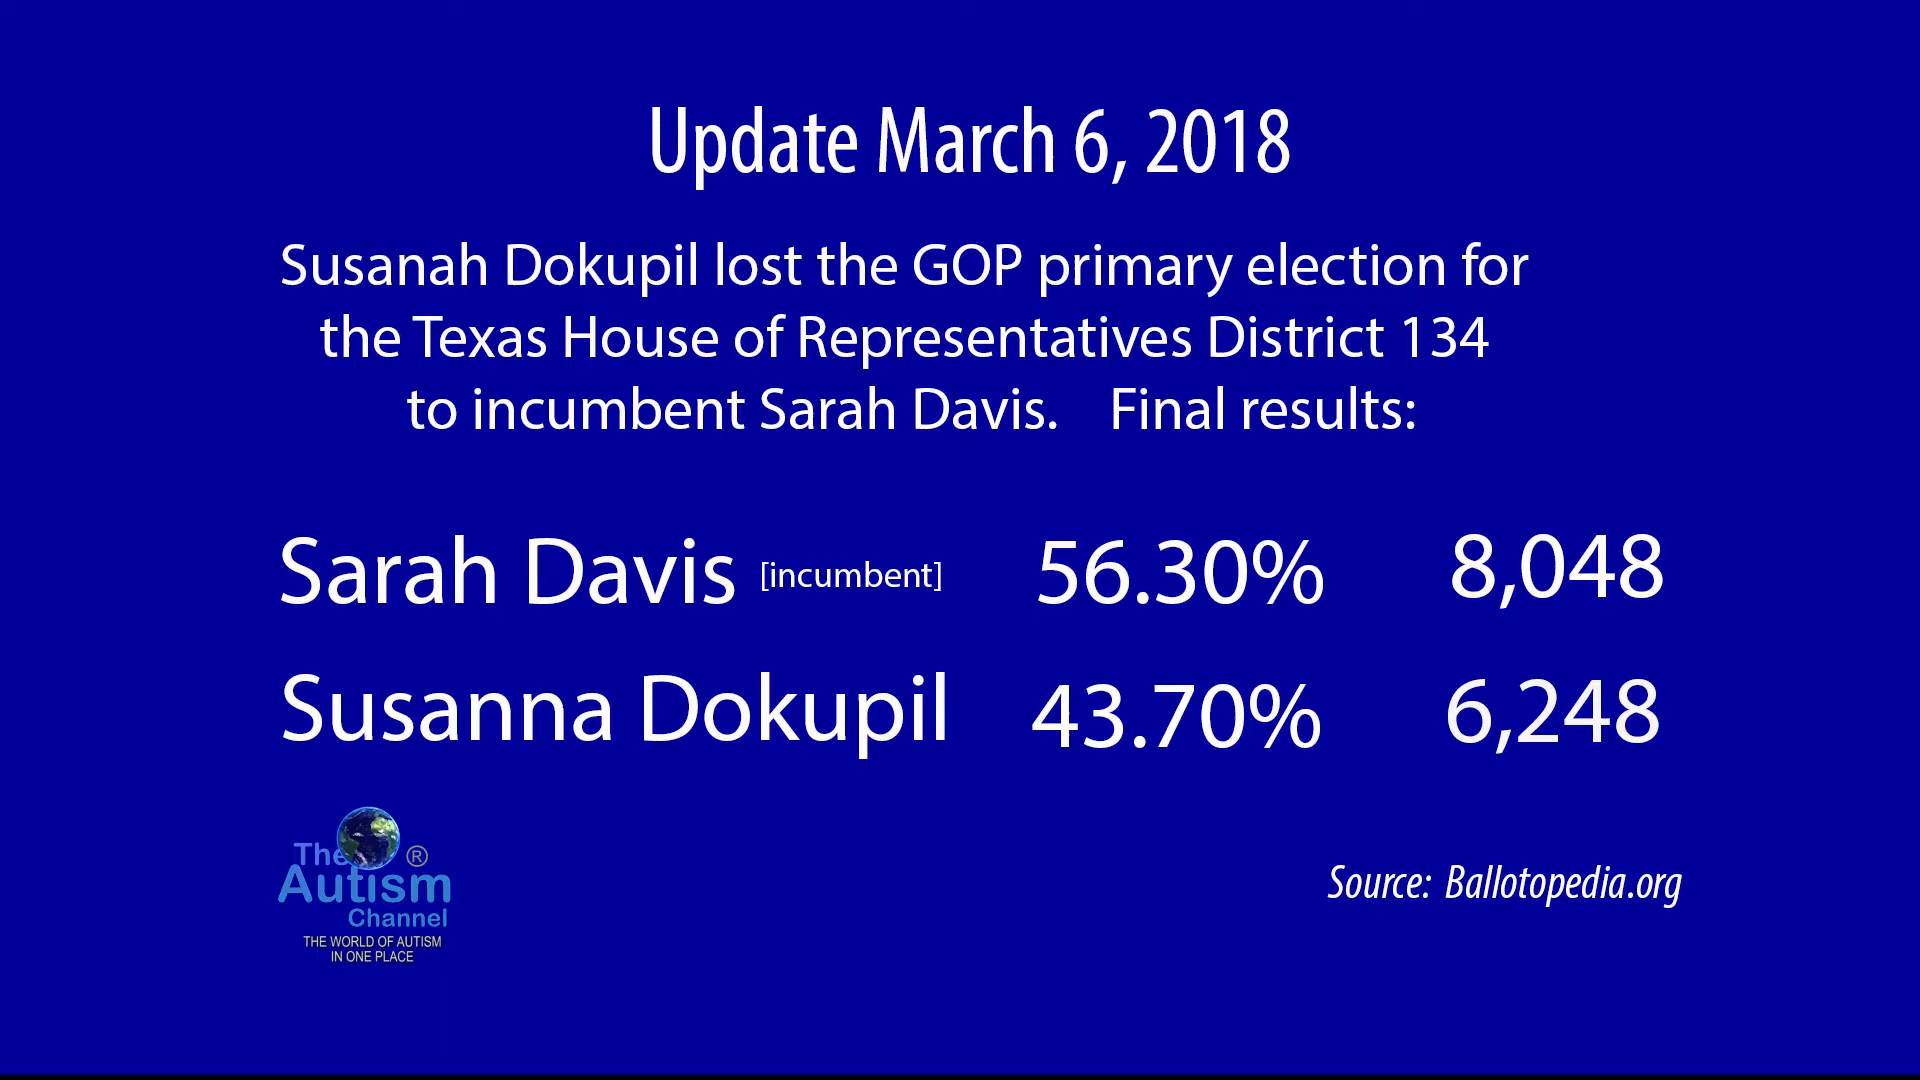 Update March 6, 2018
Susanah Dokupil lost the GOP primary election for
the Texas House of Representatives District 134
to incumbent Sarah Davis. Final results:
Sarah Davis [incumbent] 56.30% 8,048
Susanna Dokupil 43.70% 6,248
The ®
Autism
Channel
THE WORLD OF AUTISM
IN ONE PLACE
Source: Ballotopedia.org